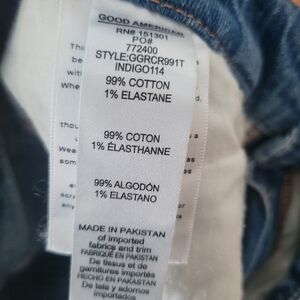 GOOD AMERICAN
RN# 151301
PO#
772400
STYLE:GGRCR991T
INDIGO114
99% COTTON
1% ELASTANE
99% COTON
1% ÉLASTHANNE
99% ALGODÓN
1% ELASTANO
MADE IN PAKISTAN
of imported
fabrics and trim
FABRIQUÉ EN PAKISTAN
De tissus et de
garnitures importés
HECHO EN PAKISTAN
De tela y adornos
importados